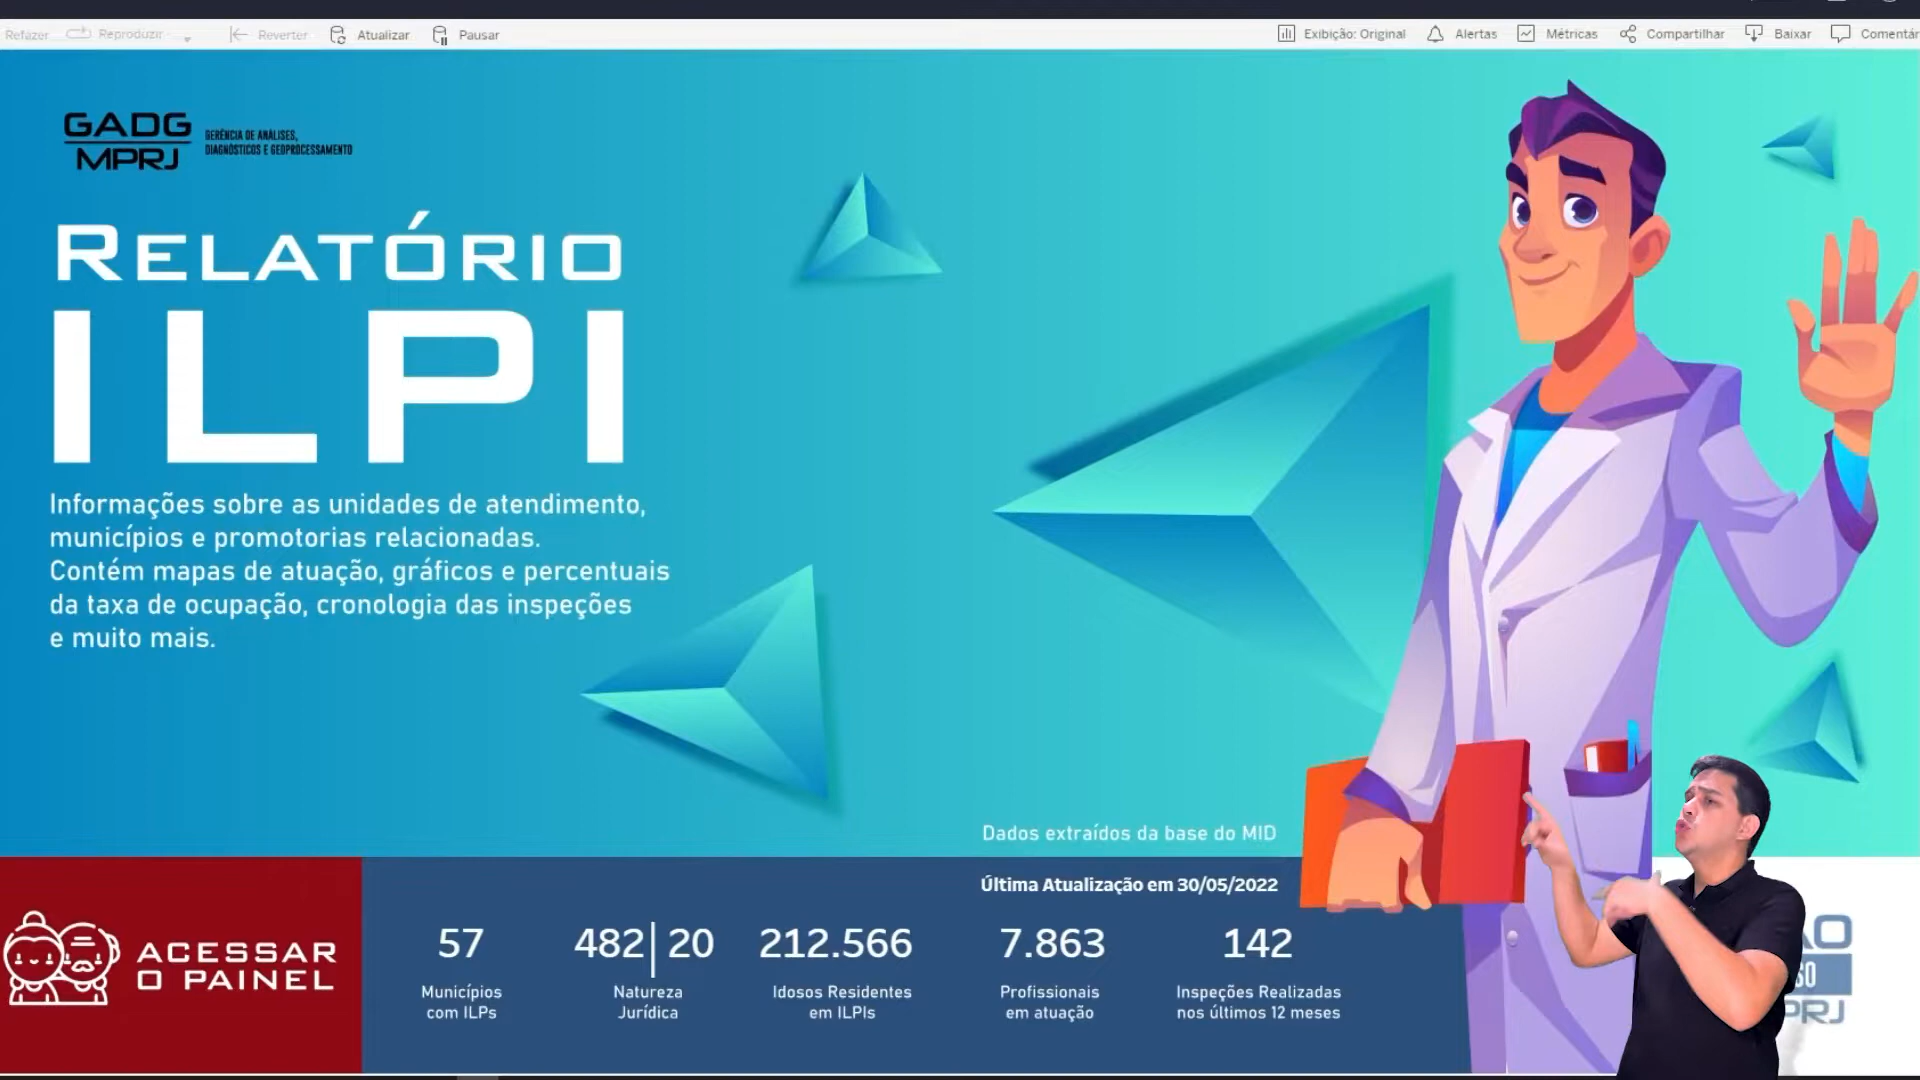 Refazer Reproduzir Reverter Atualizar Pausar Exibição: Original Alertas Métricas Compartilhar Baixar
GADG
MPRJ
GERÊNCIA DE ANÁLISES,
DIAGNÓSTICOS E GEOPROCESSAMENTO
RELATÓRIO
ILPI
Informações sobre as unidades de atendimento,
municípios e promotorias relacionadas.
Contém mapas de atuação, gráficos e percentuais
da taxa de ocupação, cronologia das inspeções
e muito mais.
Dados extraídos da base do MID
Última Atualização em 30/05/2022
ACESSAR
O PAINEL
57
Municípios
com ILPs
482 | 20
Natureza
Jurídica
212.566
Idosos Residentes
em ILPIs
7.863
Profissionais
em atuação
142
Inspeções Realizadas
nos últimos 12 meses